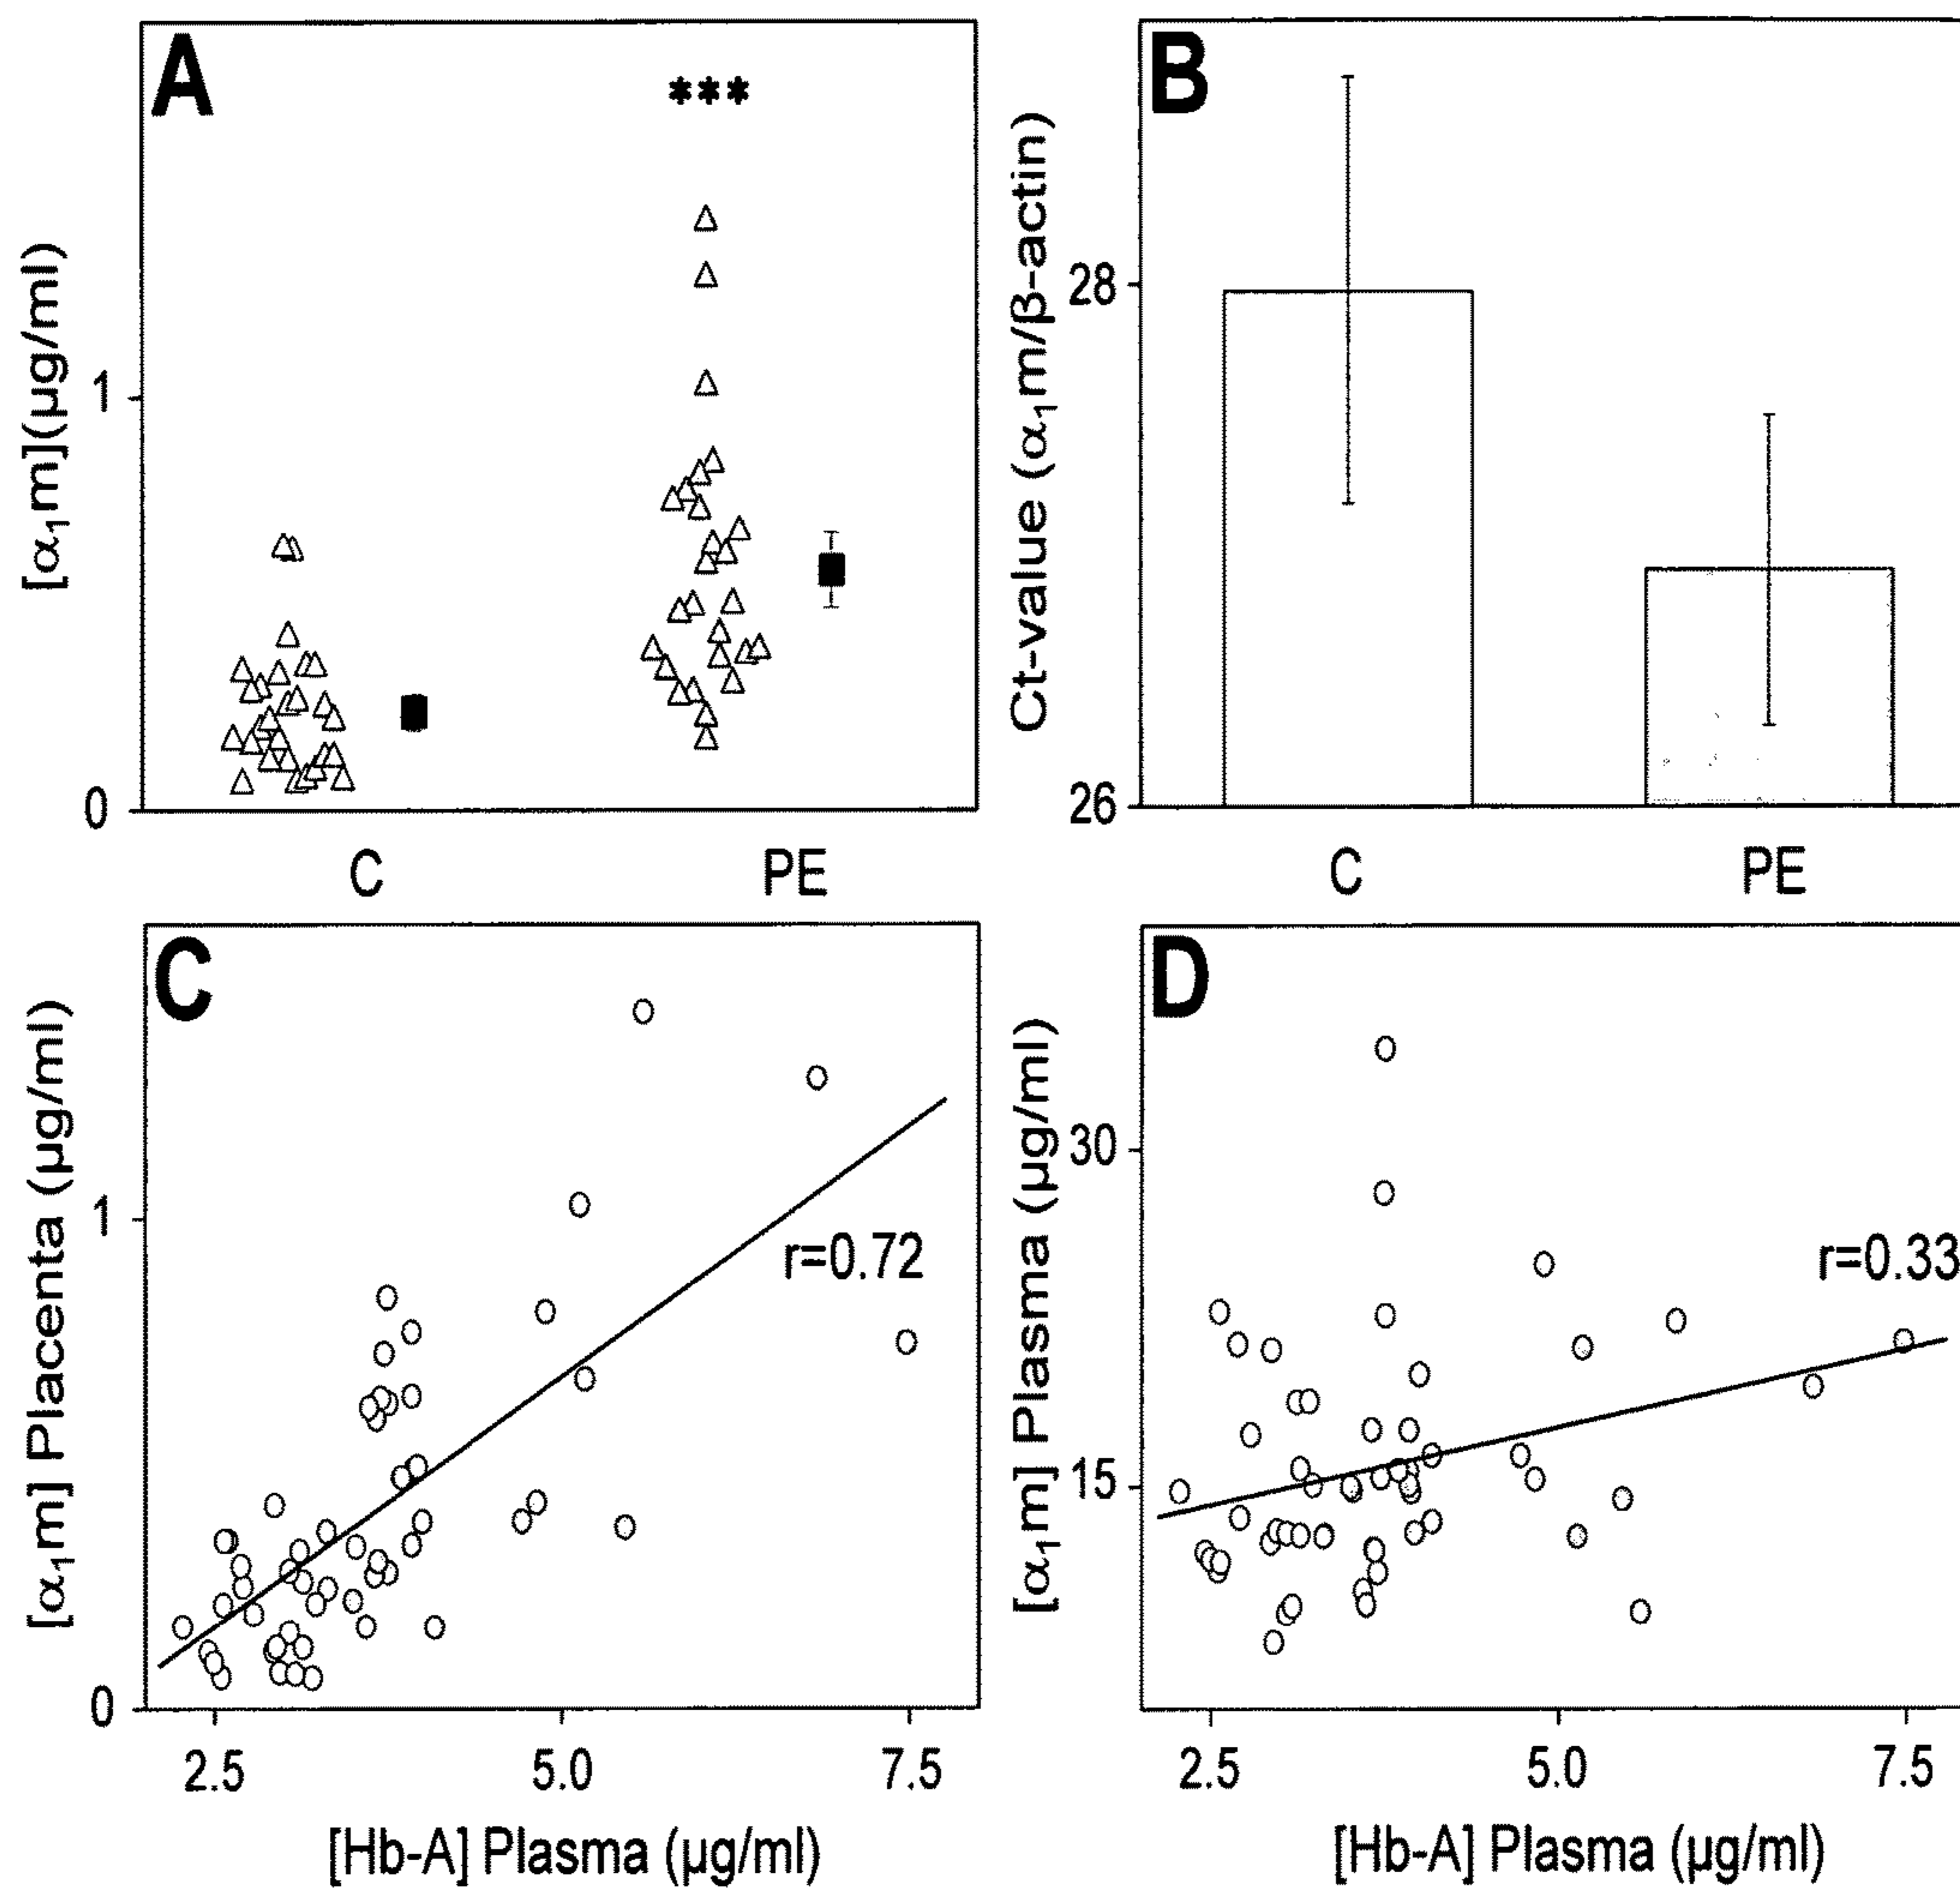 A
***
[α₁m](µg/ml)
1
0
C
PE
B
Ct-value (α₁m/β-actin)
28
26
C
PE
C
[α₁m] Placenta (µg/ml)
1
0
r=0.72
2.5 5.0 7.5
[Hb-A] Plasma (µg/ml)
D
[α₁m] Plasma (µg/ml)
30
15
r=0.33
2.5 5.0 7.5
[Hb-A] Plasma (µg/ml)